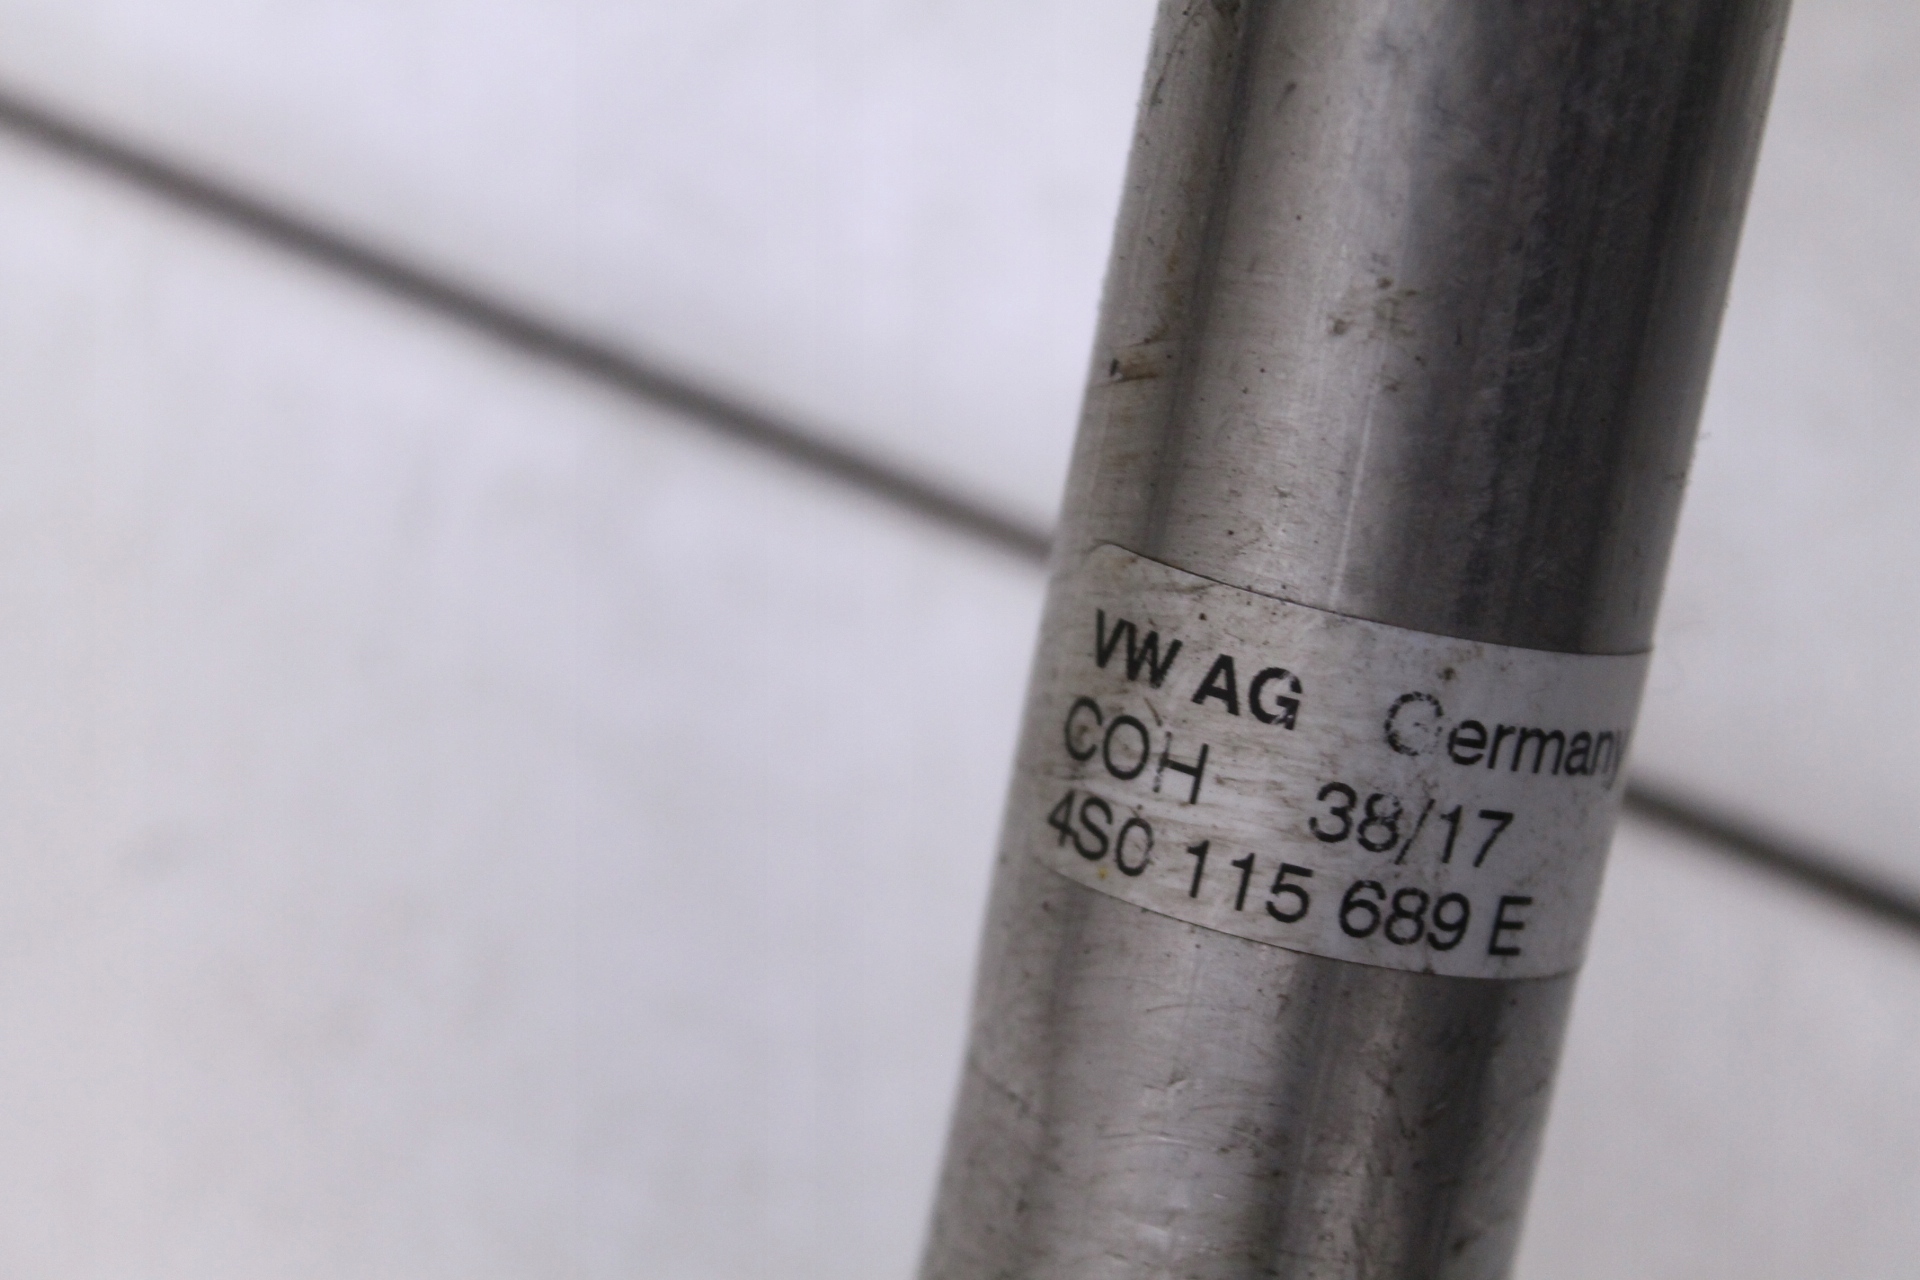 VW AG Germany
COH 38/17
4S0 115 689 E